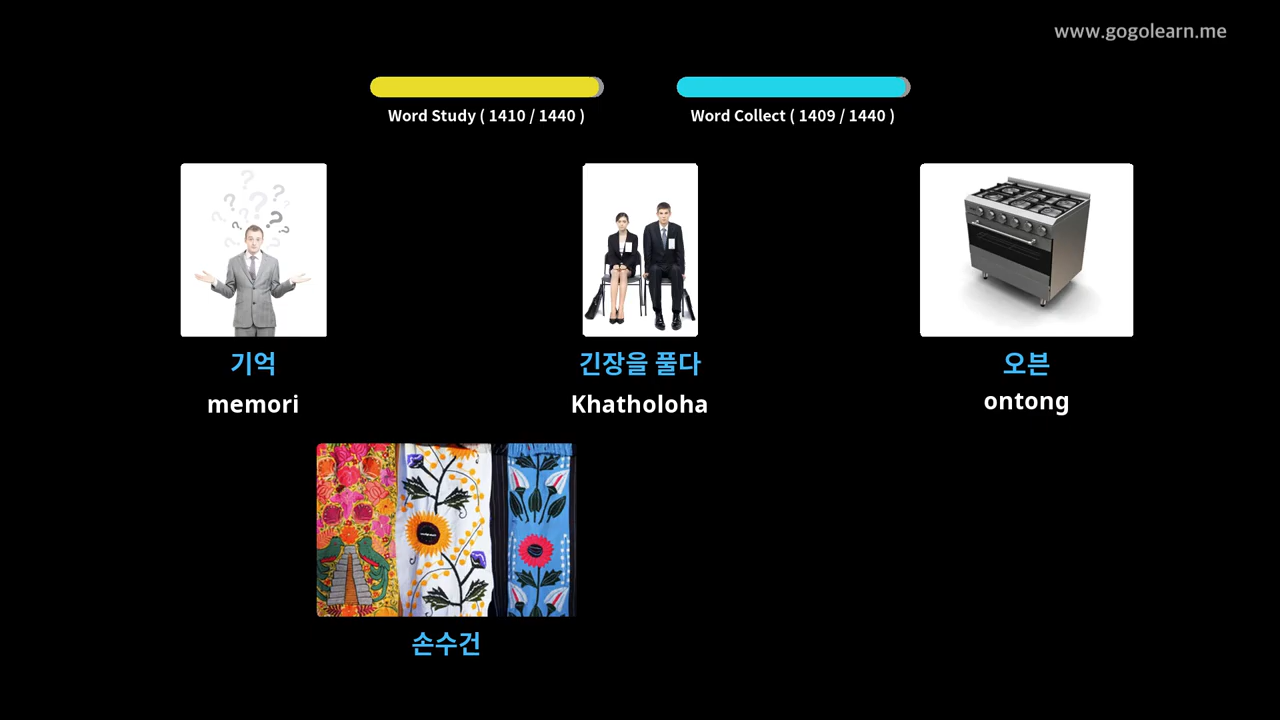 www.gogolearn.me
Word Study ( 1410 / 1440 )
Word Collect ( 1409 / 1440 )
기억
긴장을 풀다
오븐
memori
Khatholoha
ontong
손수건